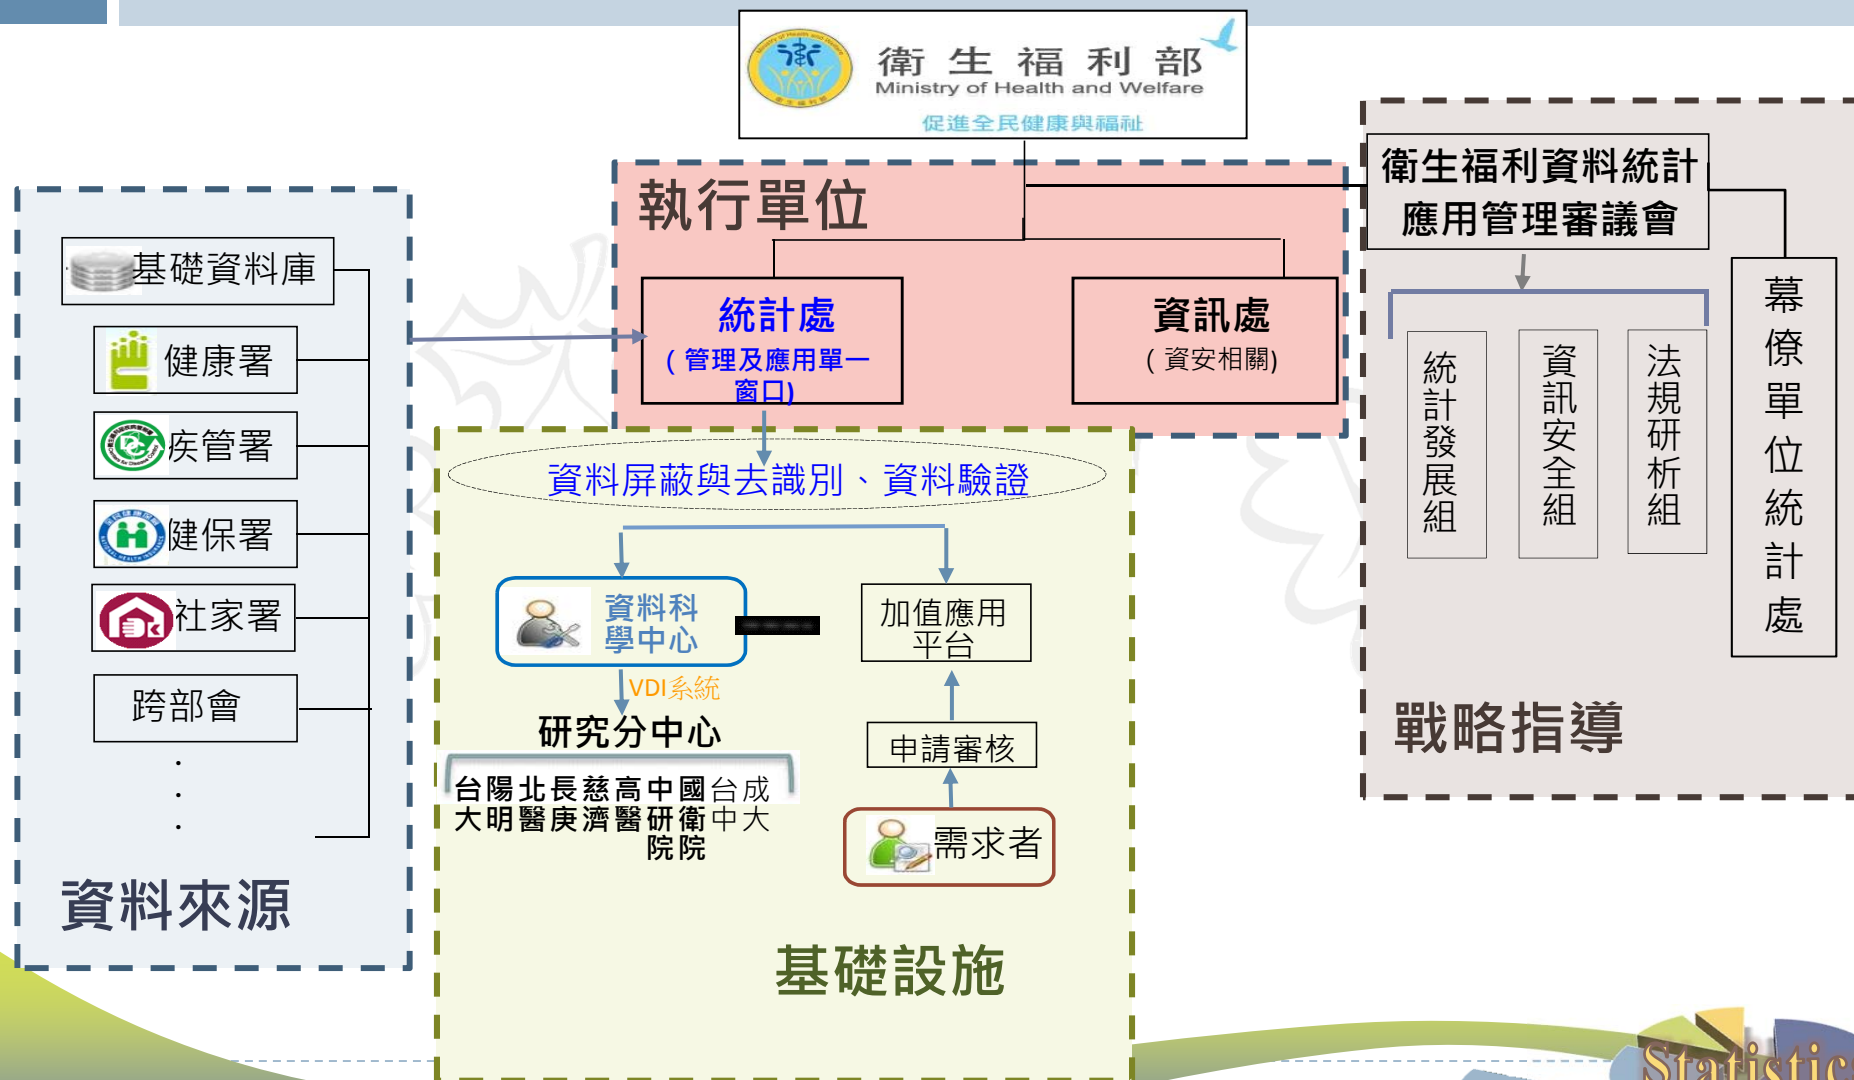 衛生福利部
Ministry of Health and Welfare
促進全民健康與福祉
資料來源
基礎資料庫
健康署
疾管署
健保署
社家署
跨部會
.
.
.
執行單位
統計處
(管理及應用單一
窗口)
資訊處
(資安相關)
資料屏蔽與去識別、資料驗證
資料科
學中心
VDI系統
研究分中心
台大
陽明
北醫
長庚
慈濟
高醫
中研院
國衛院
台中
成大
加值應用
平台
申請審核
需求者
基礎設施
衛生福利資料統計
應用管理審議會
統計發展組
資訊安全組
法規研析組
幕僚單位統計處
戰略指導
Statistic